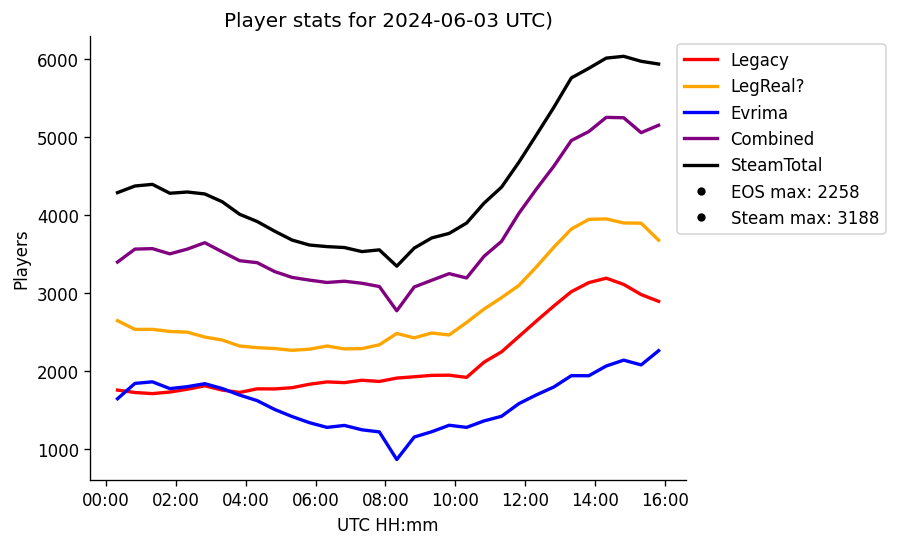 Player stats for 2024-06-03 UTC)
6000
5000
4000
3000
2000
1000
Players
00:00 02:00 04:00 06:00 08:00 10:00 12:00 14:00 16:00
UTC HH:mm
Legacy
LegReal?
Evrima
Combined
SteamTotal
EOS max: 2258
Steam max: 3188